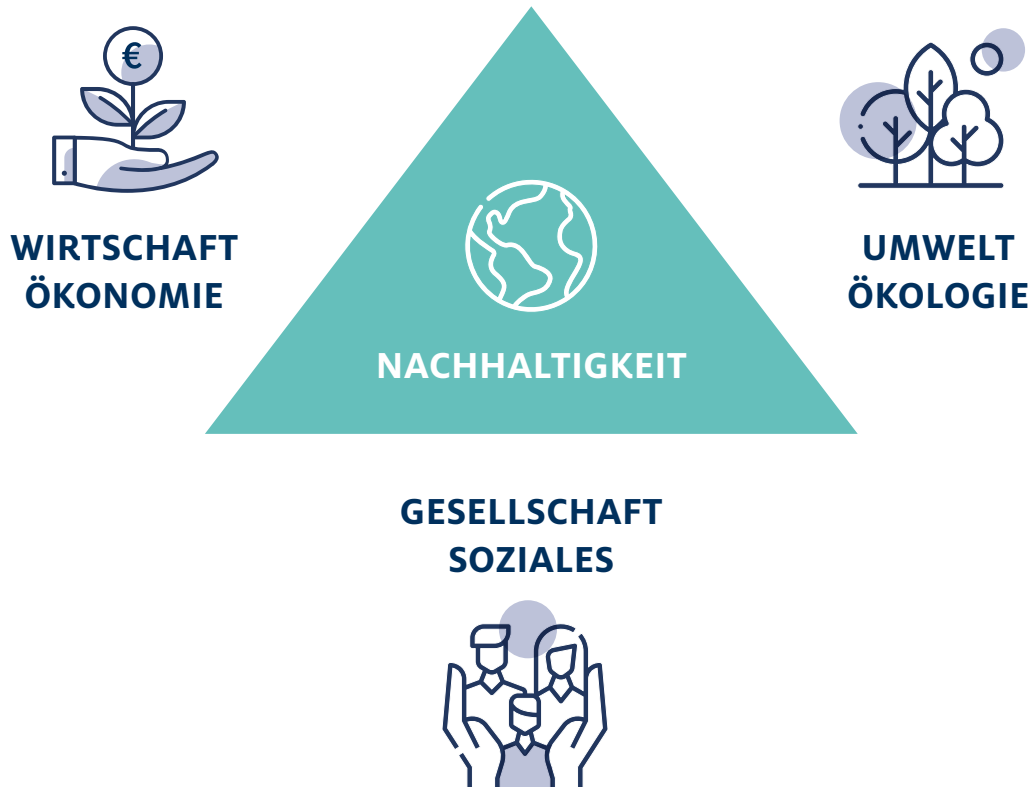 €
WIRTSCHAFT
ÖKONOMIE
UMWELT
ÖKOLOGIE
NACHHALTIGKEIT
GESELLSCHAFT
SOZIALES